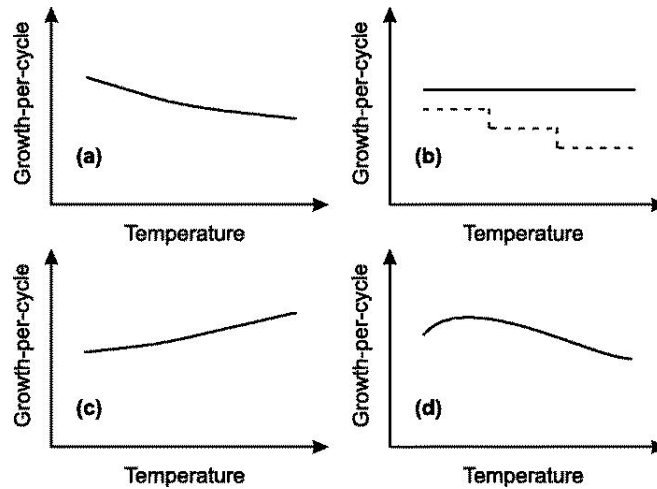 Growth-per-cycle
(a)
Temperature
Growth-per-cycle
(b)
Temperature
Growth-per-cycle
(c)
Temperature
Growth-per-cycle
(d)
Temperature